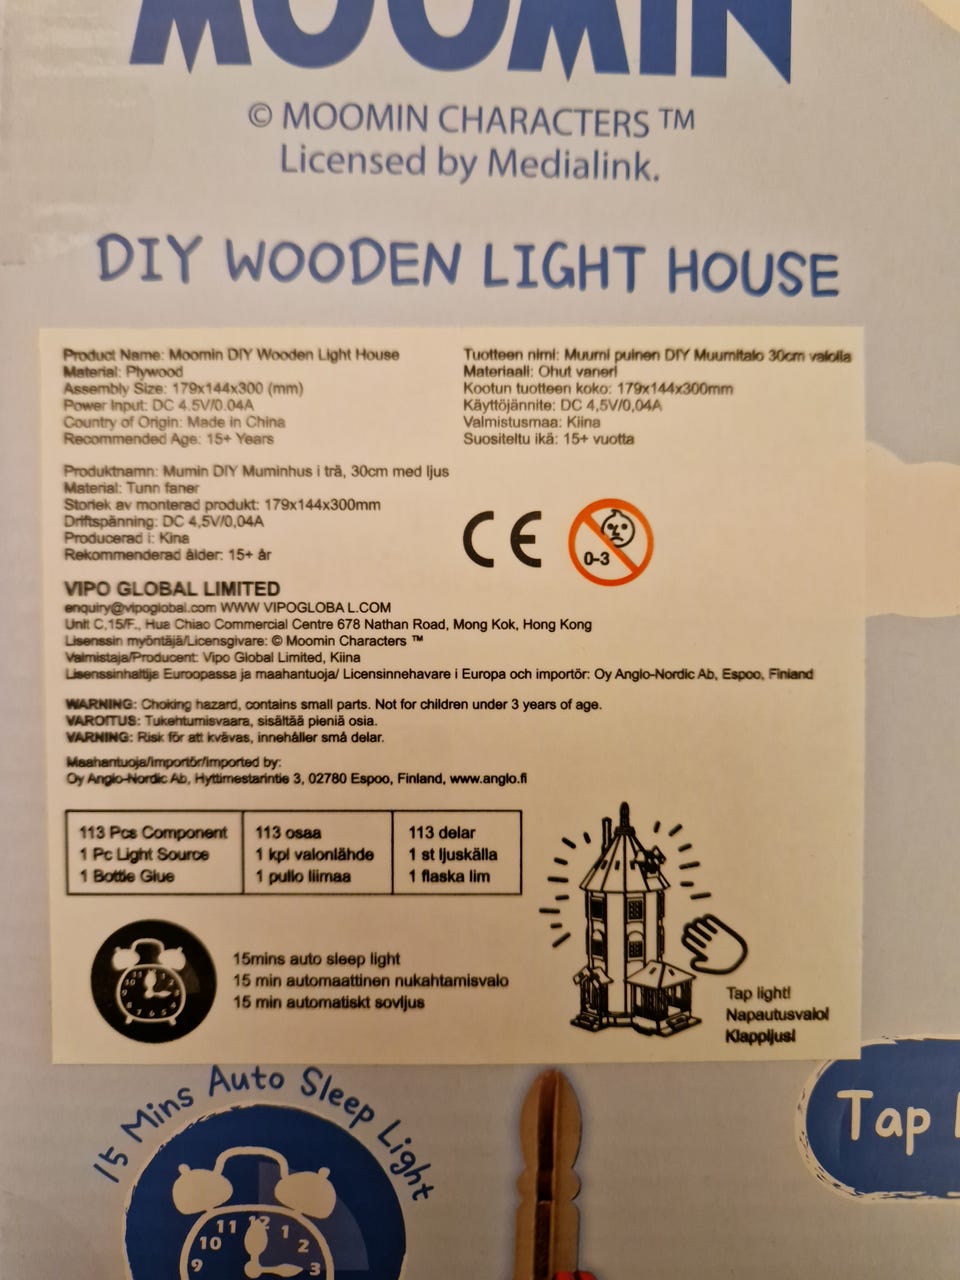 MOOMIN
© MOOMIN CHARACTERS ™
Licensed by Medialink.
DIY WOODEN LIGHT HOUSE
Product Name: Moomin DIY Wooden Light House
Material: Plywood
Assembly Size: 179x144x300 (mm)
Power Input: DC 4.5V/0.04A
Country of Origin: Made in China
Recommended Age: 15+ Years
Tuotteen nimi: Muumi puinen DIY Muumitalo 30cm valolla
Materiaali: Ohut vaneri
Kootun tuotteen koko: 179x144x300mm
Käyttöjännite: DC 4,5V/0,04A
Valmistusmaa: Kiina
Suositeltu ikä: 15+ vuotta
Produktnamn: Mumin DIY Muminhus i trä, 30cm med ljus
Material: Tunn faner
Storlek av monterad produkt: 179x144x300mm
Driftspänning: DC 4,5V/0,04A
Producerad i: Kina
Rekommenderad ålder: 15+ år
CE
0-3
VIPO GLOBAL LIMITED
enquiry@vipoglobal.com WWW VIPOGLOBA L.COM
Unit C,15/F., Hua Chiao Commercial Centre 678 Nathan Road, Mong Kok, Hong Kong
Lisenssin myöntäjä/Licensgivare: © Moomin Characters ™
Valmistaja/Producent: Vipo Global Limited, Kiina
Lisenssinhaltija Euroopassa ja maahantuoja/ Licensinnehavare i Europa och importör: Oy Anglo-Nordic Ab, Espoo, Finland
WARNING: Choking hazard, contains small parts. Not for children under 3 years of age.
VAROITUS: Tukehtumisvaara, sisältää pieniä osia.
VARNING: Risk för att kvävas, innehåller små delar.
Maahantuoja/importör/imported by:
Oy Anglo-Nordic Ab, Hyttimestarintie 3, 02780 Espoo, Finland, www.anglo.fi
113 Pcs Component
1 Pc Light Source
1 Bottle Glue
113 osaa
1 kpl valonlähde
1 pullo liimaa
113 delar
1 st ljuskälla
1 flaska lim
15mins auto sleep light
15 min automaattinen nukahtamisvalo
15 min automatiskt sovljus
Tap light!
Napautusvalo!
Klappljus!
15 Mins Auto Sleep Light
Tap
11 12 1
10 2
9 3